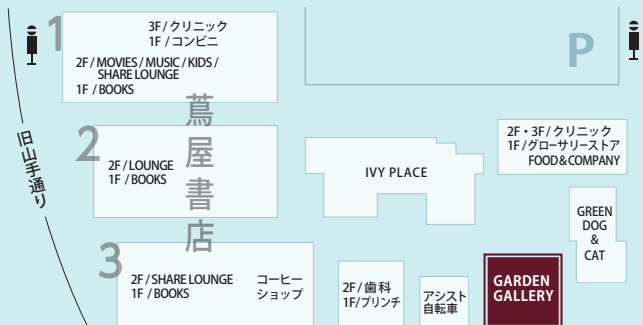 1
3F/クリニック
1F/コンビニ
2F/MOVIES/MUSIC/KIDS/
SHARE LOUNGE
1F/BOOKS
P
蔦屋書店
2
2F/LOUNGE
1F/BOOKS
IVY PLACE
2F・3F/クリニック
1F/グローサリーストア
FOOD&COMPANY
旧山手通り
GREEN
DOG
&
CAT
3
2F/SHARE LOUNGE
1F/BOOKS
コーヒー
ショップ
2F/歯科
1F/プリンチ
アシスト
自転車
GARDEN
GALLERY